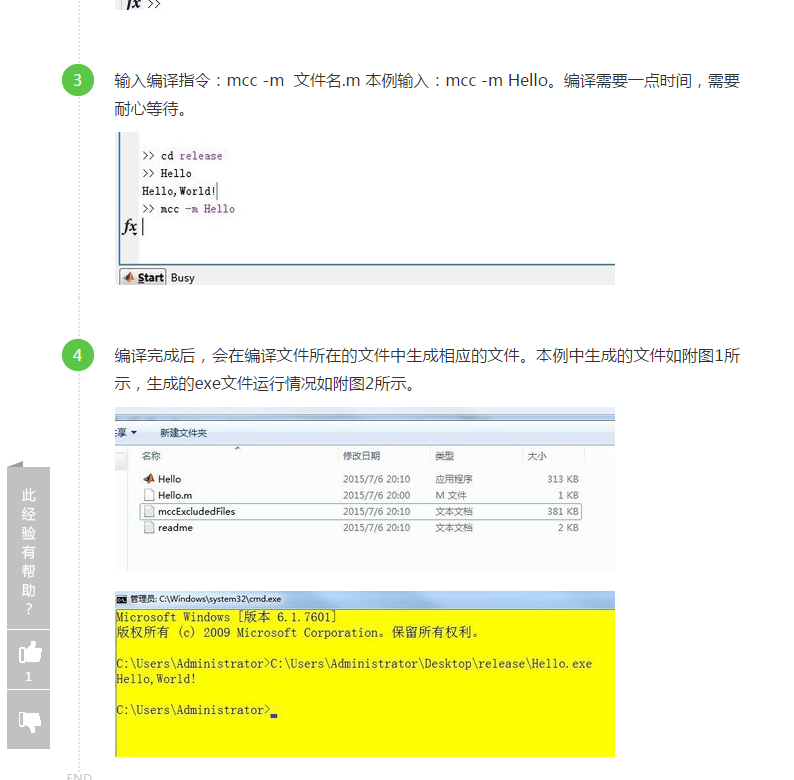 fx >>
3
输入编译指令：mcc -m  文件名.m 本例输入：mcc -m Hello。编译需要一点时间，需要
耐心等待。
>> cd release
>> Hello
Hello,World!
>> mcc -m Hello
fx
Start Busy
4
编译完成后，会在编译文件所在的文件中生成相应的文件。本例中生成的文件如附图1所
示，生成的exe文件运行情况如附图2所示。
享 新建文件夹
名称 修改日期 类型 大小
Hello 2015/7/6 20:10 应用程序 313 KB
Hello.m 2015/7/6 20:00 M 文件 1 KB
mccExcludedFiles 2015/7/6 20:10 文本文档 381 KB
readme 2015/7/6 20:10 文本文档 2 KB
此经验有帮助？
1
管理员: C:\Windows\system32\cmd.exe
Microsoft Windows [版本 6.1.7601]
版权所有 (c) 2009 Microsoft Corporation。保留所有权利。
C:\Users\Administrator>C:\Users\Administrator\Desktop\release\Hello.exe
Hello,World!
C:\Users\Administrator>_
END